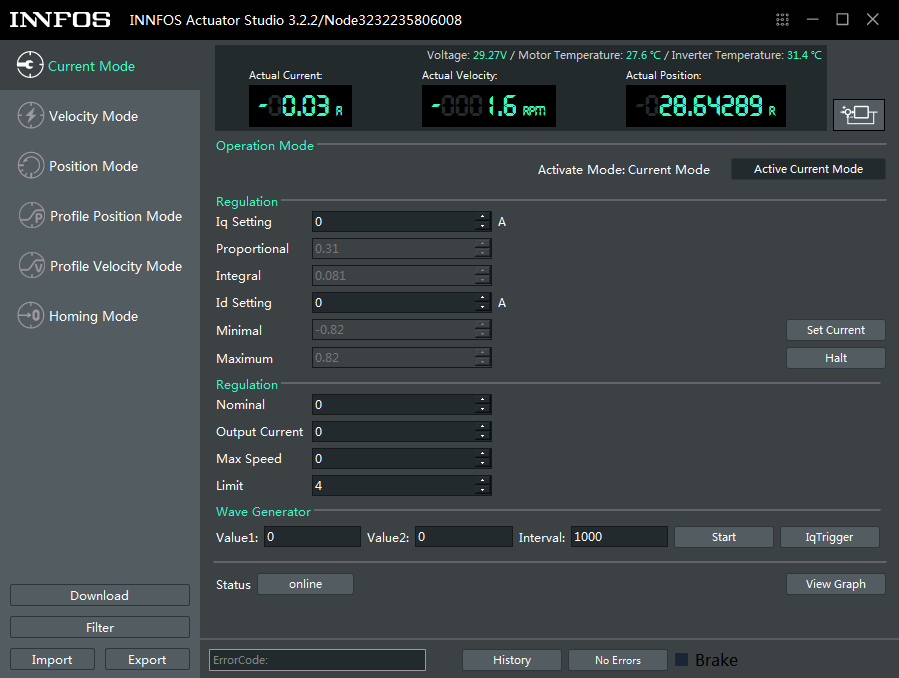 INNFOS INNFOS Actuator Studio 3.2.2/Node3232235806008
Current Mode
Velocity Mode
Position Mode
Profile Position Mode
Profile Velocity Mode
Homing Mode
Download
Filter
Import Export
Voltage: 29.27V / Motor Temperature: 27.6 ℃ / Inverter Temperature: 31.4 ℃
Actual Current: Actual Velocity: Actual Position:
-0.03 A -1.6 RPM -28.64289 R
Operation Mode
Activate Mode: Current Mode Active Current Mode
Regulation
Iq Setting 0 A
Proportional 0.31
Integral 0.081
Id Setting 0 A
Minimal -0.82 Set Current
Maximum 0.82 Halt
Regulation
Nominal 0
Output Current 0
Max Speed 0
Limit 4
Wave Generator
Value1: 0 Value2: 0 Interval: 1000 Start IqTrigger
Status online View Graph
ErrorCode: History No Errors Brake